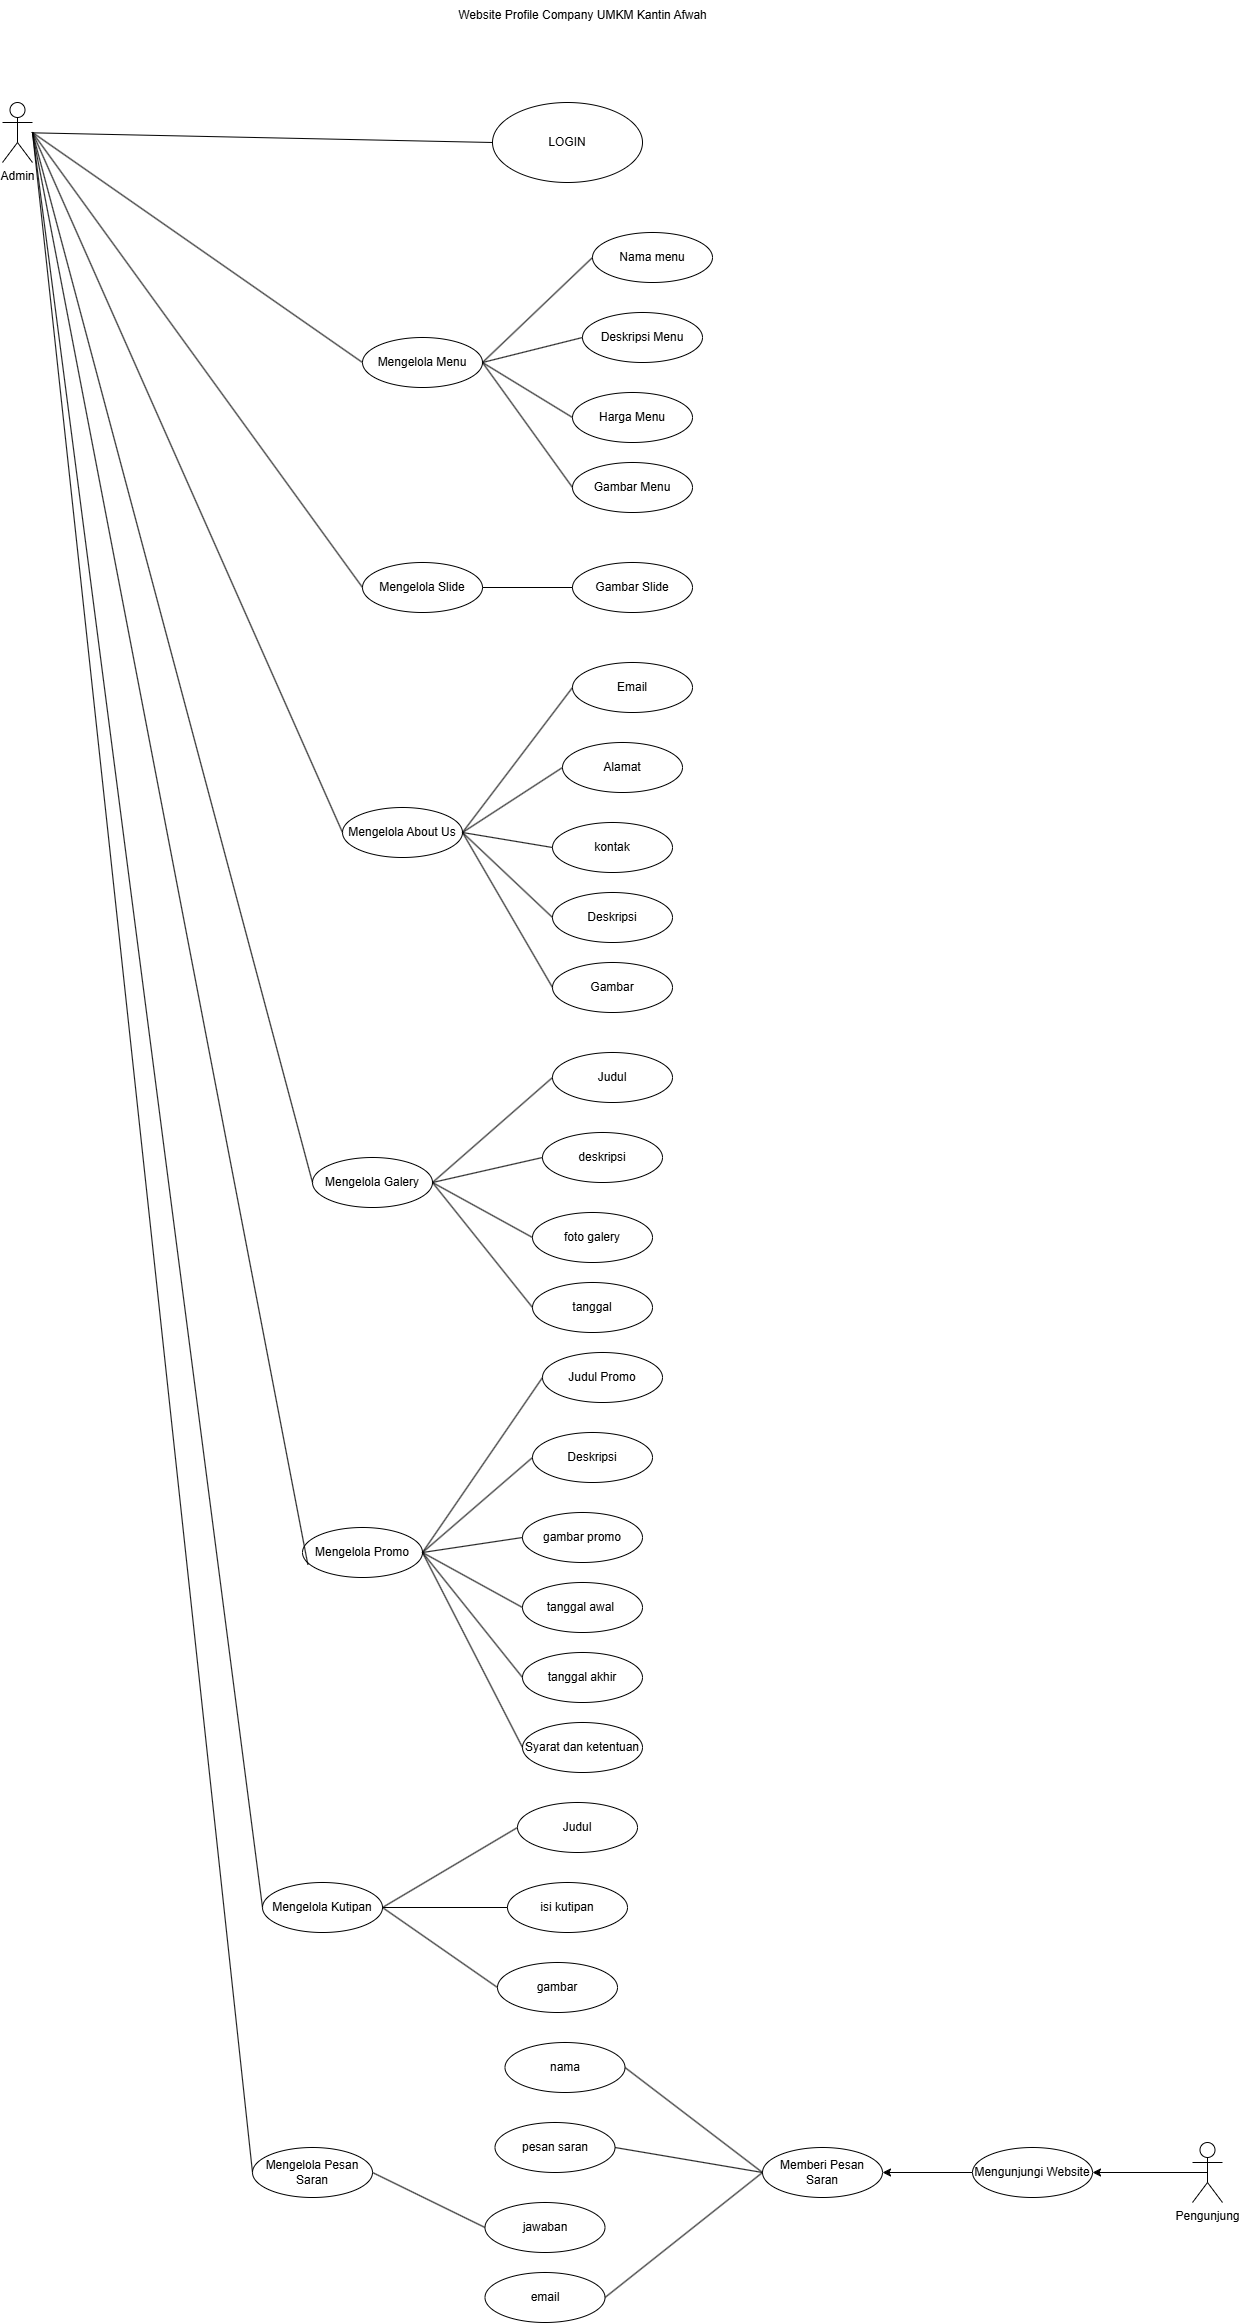 Website Profile Company UMKM Kantin Afwah
Admin
LOGIN
Nama menu
Deskripsi Menu
Mengelola Menu
Harga Menu
Gambar Menu
Mengelola Slide
Gambar Slide
Email
Alamat
Mengelola About Us
kontak
Deskripsi
Gambar
Judul
deskripsi
Mengelola Galery
foto galery
tanggal
Judul Promo
Deskripsi
gambar promo
Mengelola Promo
tanggal awal
tanggal akhir
Syarat dan ketentuan
Judul
Mengelola Kutipan
isi kutipan
gambar
nama
pesan saran
Mengelola Pesan
Saran
Memberi Pesan
Saran
Mengunjungi Website
Pengunjung
jawaban
email